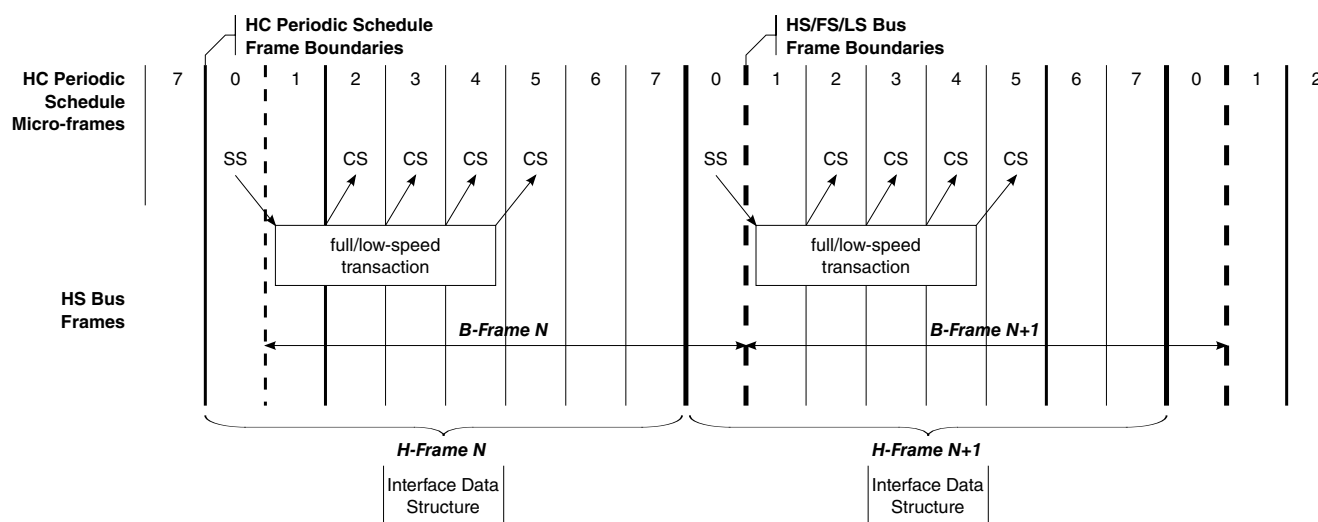 HC Periodic Schedule
Frame Boundaries
HS/FS/LS Bus
Frame Boundaries
HC Periodic
Schedule
Micro-frames
7 0 1 2 3 4 5 6 7 0 1 2 3 4 5 6 7 0 1 2
SS CS CS CS CS SS CS CS CS CS
full/low-speed
transaction
full/low-speed
transaction
HS Bus
Frames
B-Frame N
B-Frame N+1
H-Frame N
H-Frame N+1
Interface Data
Structure
Interface Data
Structure